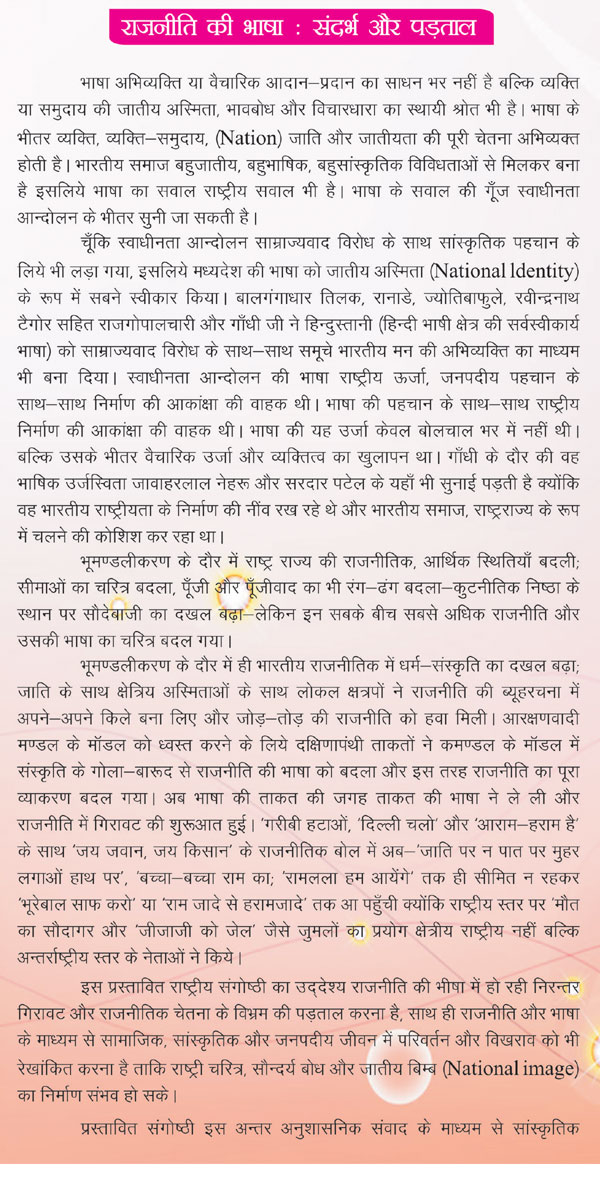 राजनीति की भाषा : संदर्भ और पड़ताल
भाषा अभिव्यक्ति या वैचारिक आदान–प्रदान का साधन भर नहीं है बल्कि व्यक्ति
या समुदाय की जातीय अस्मिता, भावबोध और विचारधारा का स्थायी श्रोत भी है। भाषा के
भीतर व्यक्ति, व्यक्ति–समुदाय, (Nation) जाति और जातीयता की पूरी चेतना अभिव्यक्त
होती है। भारतीय समाज बहुजातीय, बहुभाषिक, बहुसांस्कृतिक विविधताओं से मिलकर बना
है इसलिये भाषा का सवाल राष्ट्रीय सवाल भी है। भाषा के सवाल की गूँज स्वाधीनता
आन्दोलन के भीतर सुनी जा सकती है।
चूँकि स्वाधीनता आन्दोलन साम्राज्यवाद विरोध के साथ सांस्कृतिक पहचान के
लिये भी लड़ा गया, इसलिये मध्यदेश की भाषा को जातीय अस्मिता (National Identity)
के रूप में सबने स्वीकार किया। बालगंगाधार तिलक, रानाडे, ज्योतिबाफुले, रवीन्द्रनाथ
टैगोर सहित राजगोपालचारी और गाँधी जी ने हिन्दुस्तानी (हिन्दी भाषी क्षेत्र की सर्वस्वीकार्य
भाषा) को साम्राज्यवाद विरोध के साथ–साथ समूचे भारतीय मन की अभिव्यक्ति का माध्यम
भी बना दिया। स्वाधीनता आन्दोलन की भाषा राष्ट्रीय ऊर्जा, जनपदीय पहचान के
साथ–साथ निर्माण की आकांक्षा की वाहक थी। भाषा की पहचान के साथ–साथ राष्ट्रीय
निर्माण की आकांक्षा की वाहक थी। भाषा की यह उर्जा केवल बोलचाल भर में नहीं थी।
बल्कि उसके भीतर वैचारिक उर्जा और व्यक्तित्व का खुलापन था। गाँधी के दौर की वह
भाषिक उर्जस्विता जावाहरलाल नेहरू और सरदार पटेल के यहाँ भी सुनाई पड़ती है क्योंकि
वह भारतीय राष्ट्रीयता के निर्माण की नींव रख रहे थे और भारतीय समाज, राष्ट्रराज्य के रूप
में चलने की कोशिश कर रहा था।
भूमण्डलीकरण के दौर में राष्ट्र राज्य की राजनीतिक, आर्थिक स्थितियाँ बदली;
सीमाओं का चरित्र बदला, पूँजी और पूँजीवाद का भी रंग–ढंग बदला–कुटनीतिक निष्ठा के
स्थान पर सौदेबाजी का दखल बढ़ा–लेकिन इन सबके बीच सबसे अधिक राजनीति और
उसकी भाषा का चरित्र बदल गया।
भूमण्डलीकरण के दौर में ही भारतीय राजनीतिक में धर्म–संस्कृति का दखल बढ़ा;
जाति के साथ क्षेत्रिय अस्मिताओं के साथ लोकल क्षत्रपों ने राजनीति की ब्यूहरचना में
अपने–अपने किले बना लिए और जोड़–तोड़ की राजनीति को हवा मिली। आरक्षणवादी
मण्डल के मॉडल को ध्वस्त करने के लिये दक्षिणापंथी ताकतों ने कमण्डल के मॉडल में
संस्कृति के गोला–बारूद से राजनीति की भाषा को बदला और इस तरह राजनीति का पूरा
व्याकरण बदल गया। अब भाषा की ताकत की जगह ताकत की भाषा ने ले ली और
राजनीति में गिरावट की शुरूआत हुई। 'गरीबी हटाओं, 'दिल्ली चलो' और 'आराम–हराम है'
के साथ 'जय जवान, जय किसान' के राजनीतिक बोल में अब–'जाति पर न पात पर मुहर
लगाओं हाथ पर', 'बच्चा–बच्चा राम का; 'रामलला हम आयेंगे' तक ही सीमित न रहकर
'भूरेबाल साफ करो' या 'राम जादे से हरामजादे' तक आ पहुँची क्योंकि राष्ट्रीय स्तर पर 'मौत
का सौदागर और 'जीजाजी को जेल' जैसे जुमलों का प्रयोग क्षेत्रीय राष्ट्रीय नहीं बल्कि
अन्तर्राष्ट्रीय स्तर के नेताओं ने किये।
इस प्रस्तावित राष्ट्रीय संगोष्ठी का उद्देश्य राजनीति की भीषा में हो रही निरन्तर
गिरावट और राजनीतिक चेतना के विभ्रम की पड़ताल करना है, साथ ही राजनीति और भाषा
के माध्यम से सामाजिक, सांस्कृतिक और जनपदीय जीवन में परिवर्तन और विखराव को भी
रेखांकित करना है ताकि राष्ट्री चरित्र, सौन्दर्य बोध और जातीय बिम्ब (National image)
का निर्माण संभव हो सके।
प्रस्तावित संगोष्ठी इस अन्तर अनुशासनिक संवाद के माध्यम से सांस्कृतिक